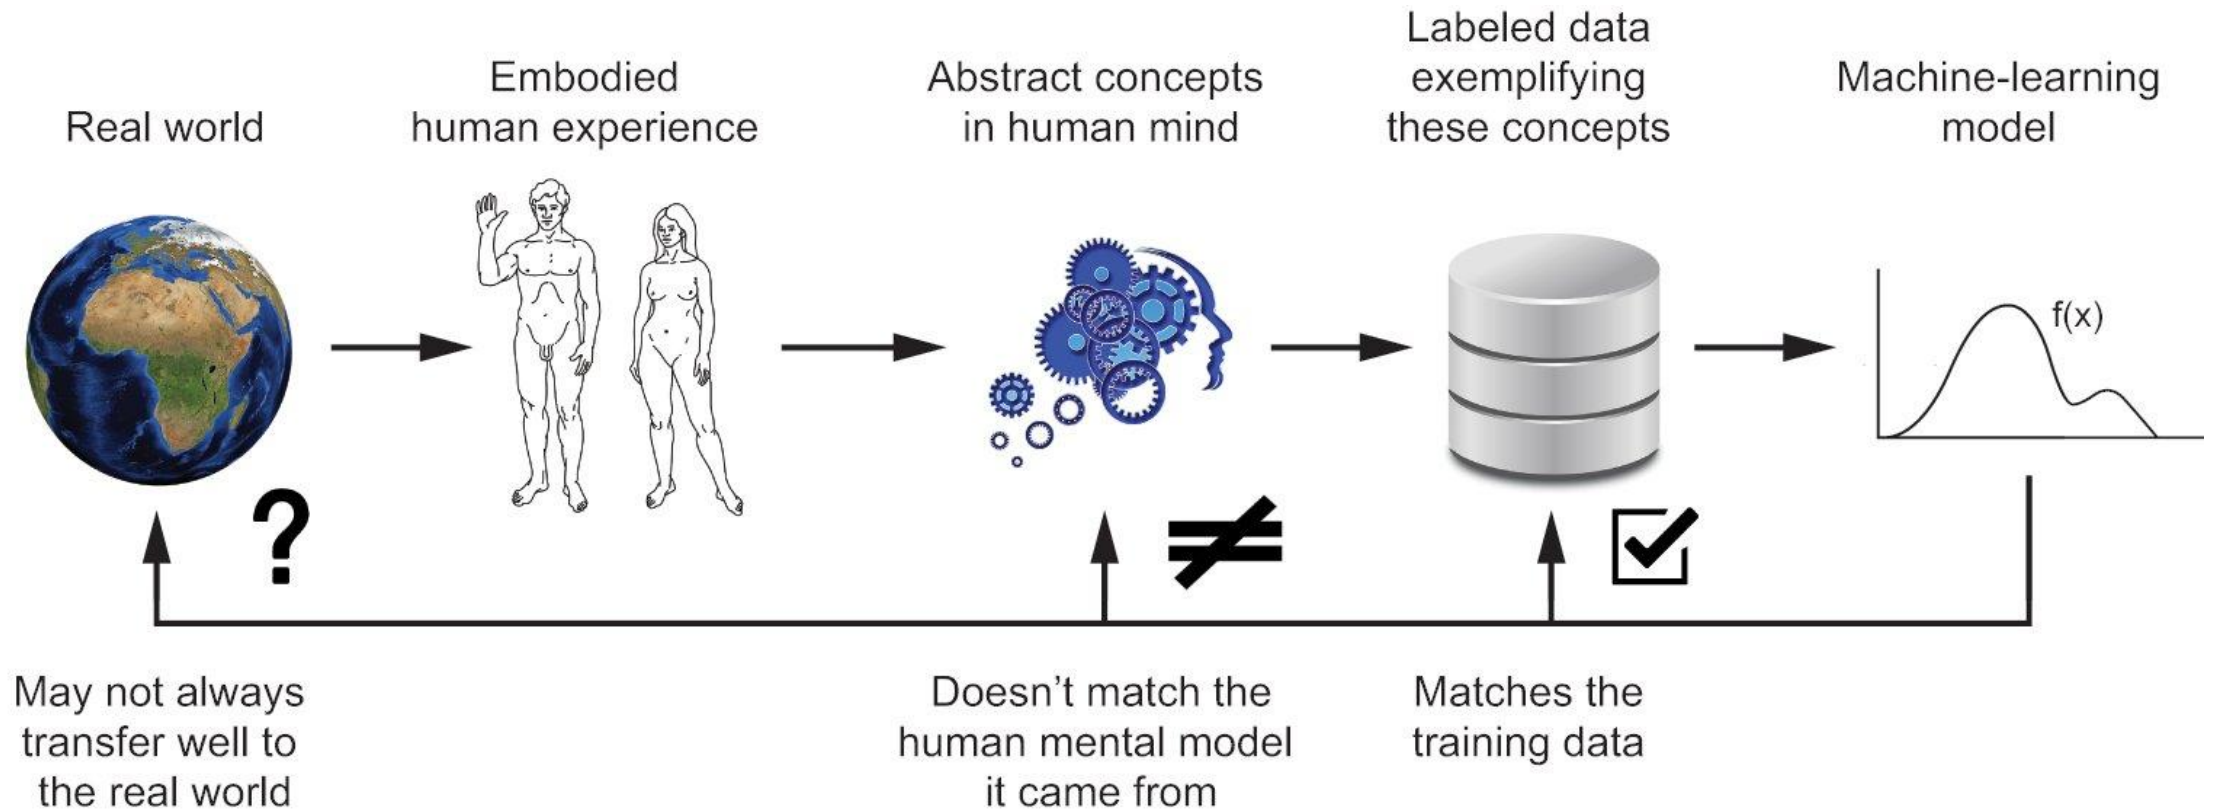 Real world
Embodied
human experience
Abstract concepts
in human mind
Labeled data
exemplifying
these concepts
Machine-learning
model
f(x)
?
≠
May not always
transfer well to
the real world
Doesn't match the
human mental model
it came from
Matches the
training data